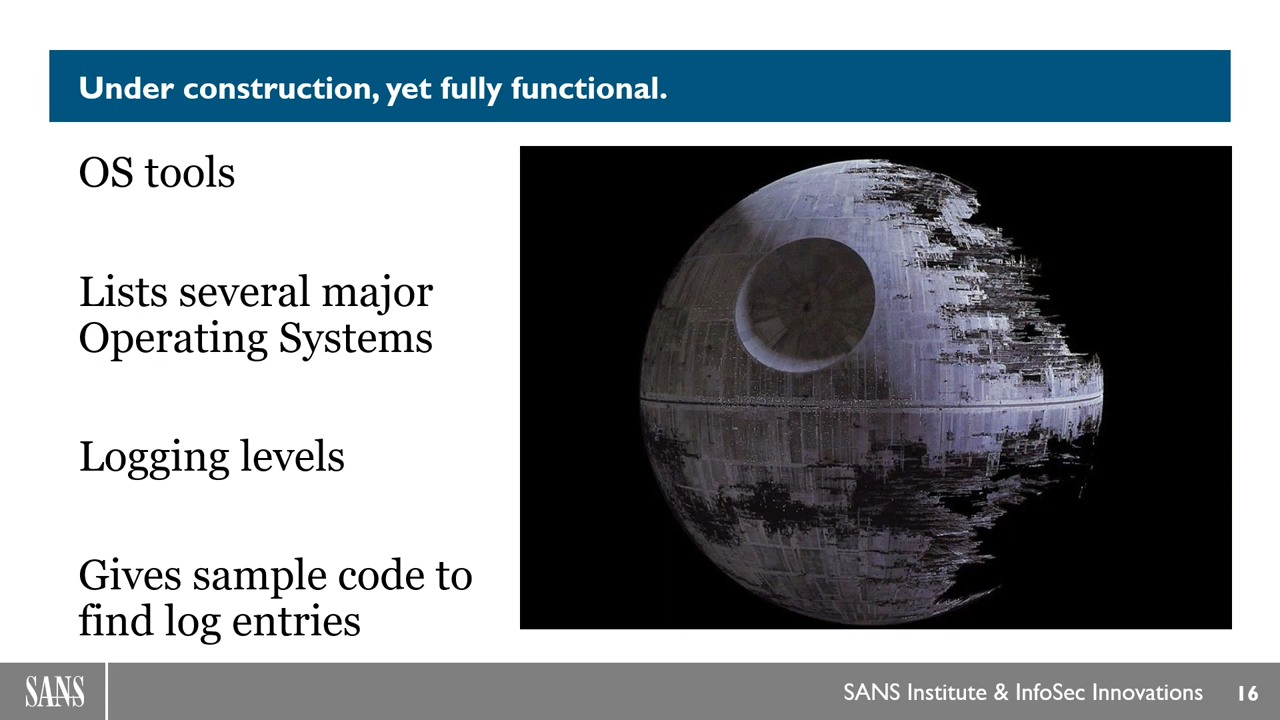 Under construction, yet fully functional.
OS tools
Lists several major
Operating Systems
Logging levels
Gives sample code to
find log entries
SANS
SANS Institute & InfoSec Innovations
16